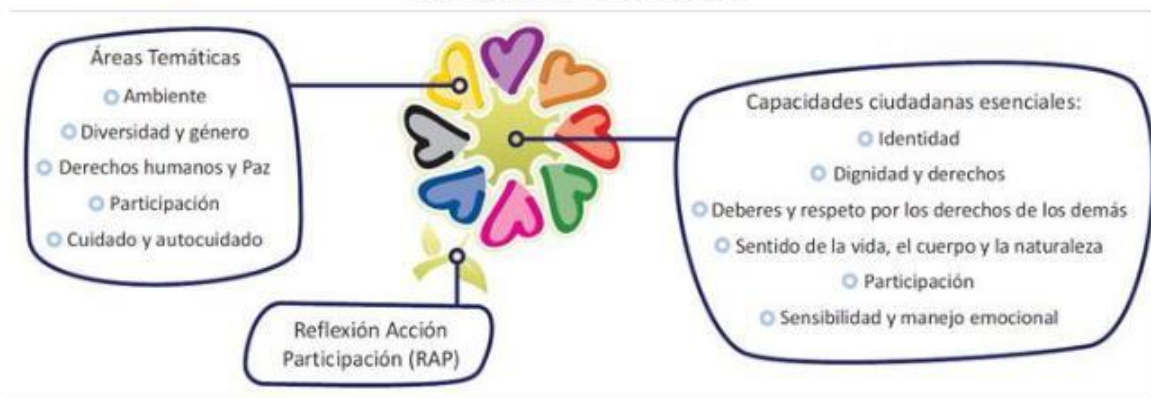 Áreas Temáticas
Ambiente
Diversidad y género
Derechos humanos y Paz
Participación
Cuidado y autocuidado
Capacidades ciudadanas esenciales:
Identidad
Dignidad y derechos
Deberes y respeto por los derechos de los demás
Sentido de la vida, el cuerpo y la naturaleza
Participación
Sensibilidad y manejo emocional
Reflexión Acción
Participación (RAP)